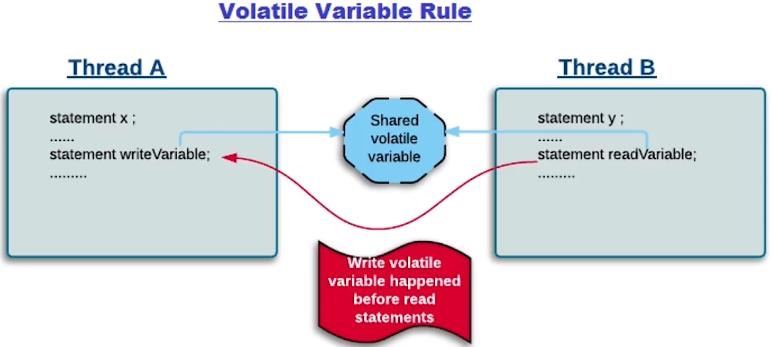 Volatile Variable Rule
Thread A
Thread B
statement x ;
......
statement writeVariable;
.........
Shared
volatile
variable
statement y ;
......
statement readVariable;
.........
Write volatile
variable happened
before read
statements